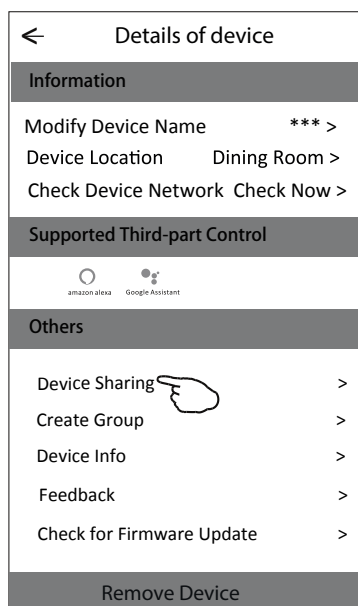 ← Details of device
Information
Modify Device Name *** >
Device Location Dining Room >
Check Device Network Check Now >
Supported Third-part Control
amazon alexa Google Assistant
Others
Device Sharing >
Create Group >
Device Info >
Feedback >
Check for Firmware Update >
Remove Device